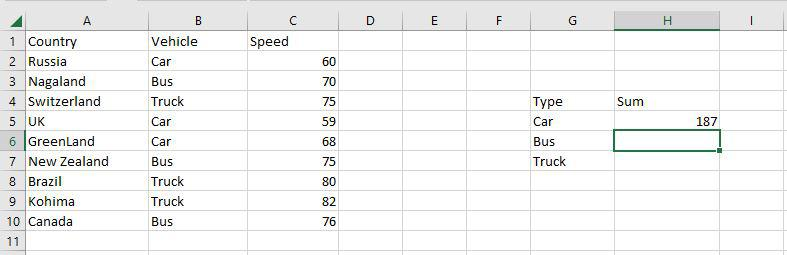 A B C D E F G H I
1 Country Vehicle Speed
2 Russia Car 60
3 Nagaland Bus 70
4 Switzerland Truck 75 Type Sum
5 UK Car 59 Car 187
6 GreenLand Car 68 Bus
7 New Zealand Bus 75 Truck
8 Brazil Truck 80
9 Kohima Truck 82
10 Canada Bus 76
11